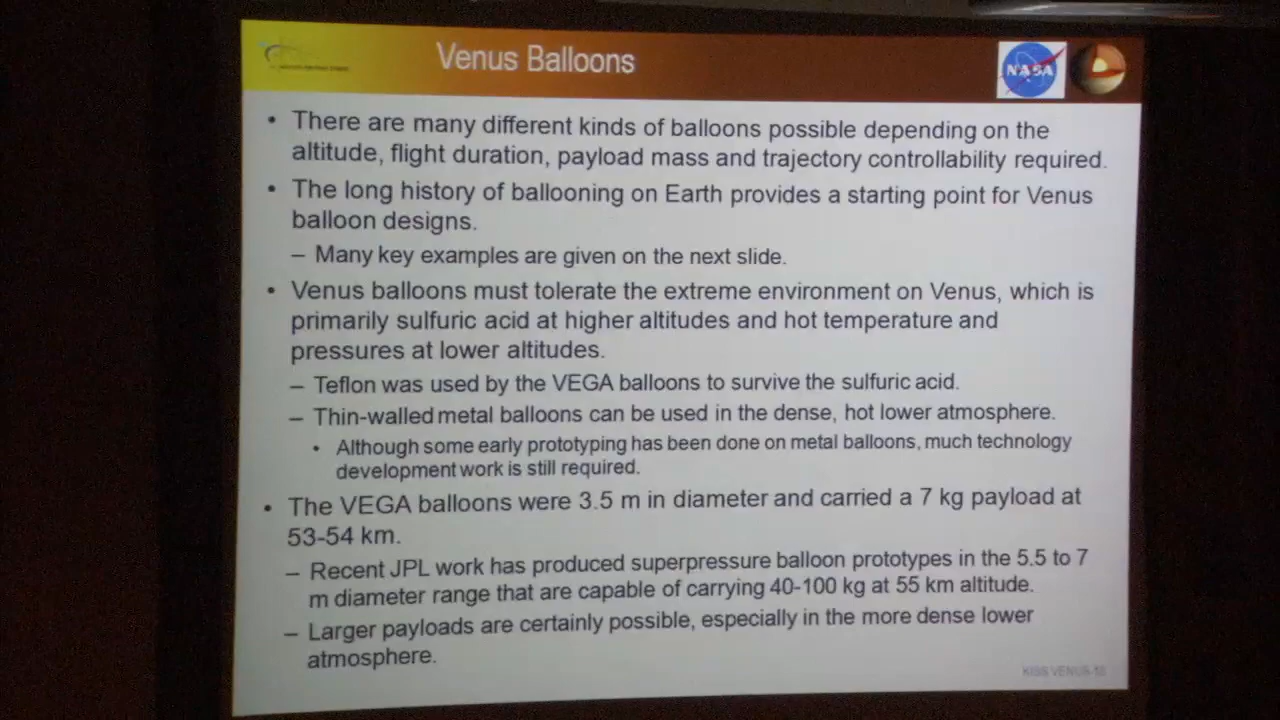 Venus Balloons
NASA
• There are many different kinds of balloons possible depending on the
altitude, flight duration, payload mass and trajectory controllability required.
• The long history of ballooning on Earth provides a starting point for Venus
balloon designs.
– Many key examples are given on the next slide.
• Venus balloons must tolerate the extreme environment on Venus, which is
primarily sulfuric acid at higher altitudes and hot temperature and
pressures at lower altitudes.
– Teflon was used by the VEGA balloons to survive the sulfuric acid.
– Thin-walled metal balloons can be used in the dense, hot lower atmosphere.
• Although some early prototyping has been done on metal balloons, much technology
development work is still required.
• The VEGA balloons were 3.5 m in diameter and carried a 7 kg payload at
53-54 km.
– Recent JPL work has produced superpressure balloon prototypes in the 5.5 to 7
m diameter range that are capable of carrying 40-100 kg at 55 km altitude.
– Larger payloads are certainly possible, especially in the more dense lower
atmosphere.
KISS VENUS